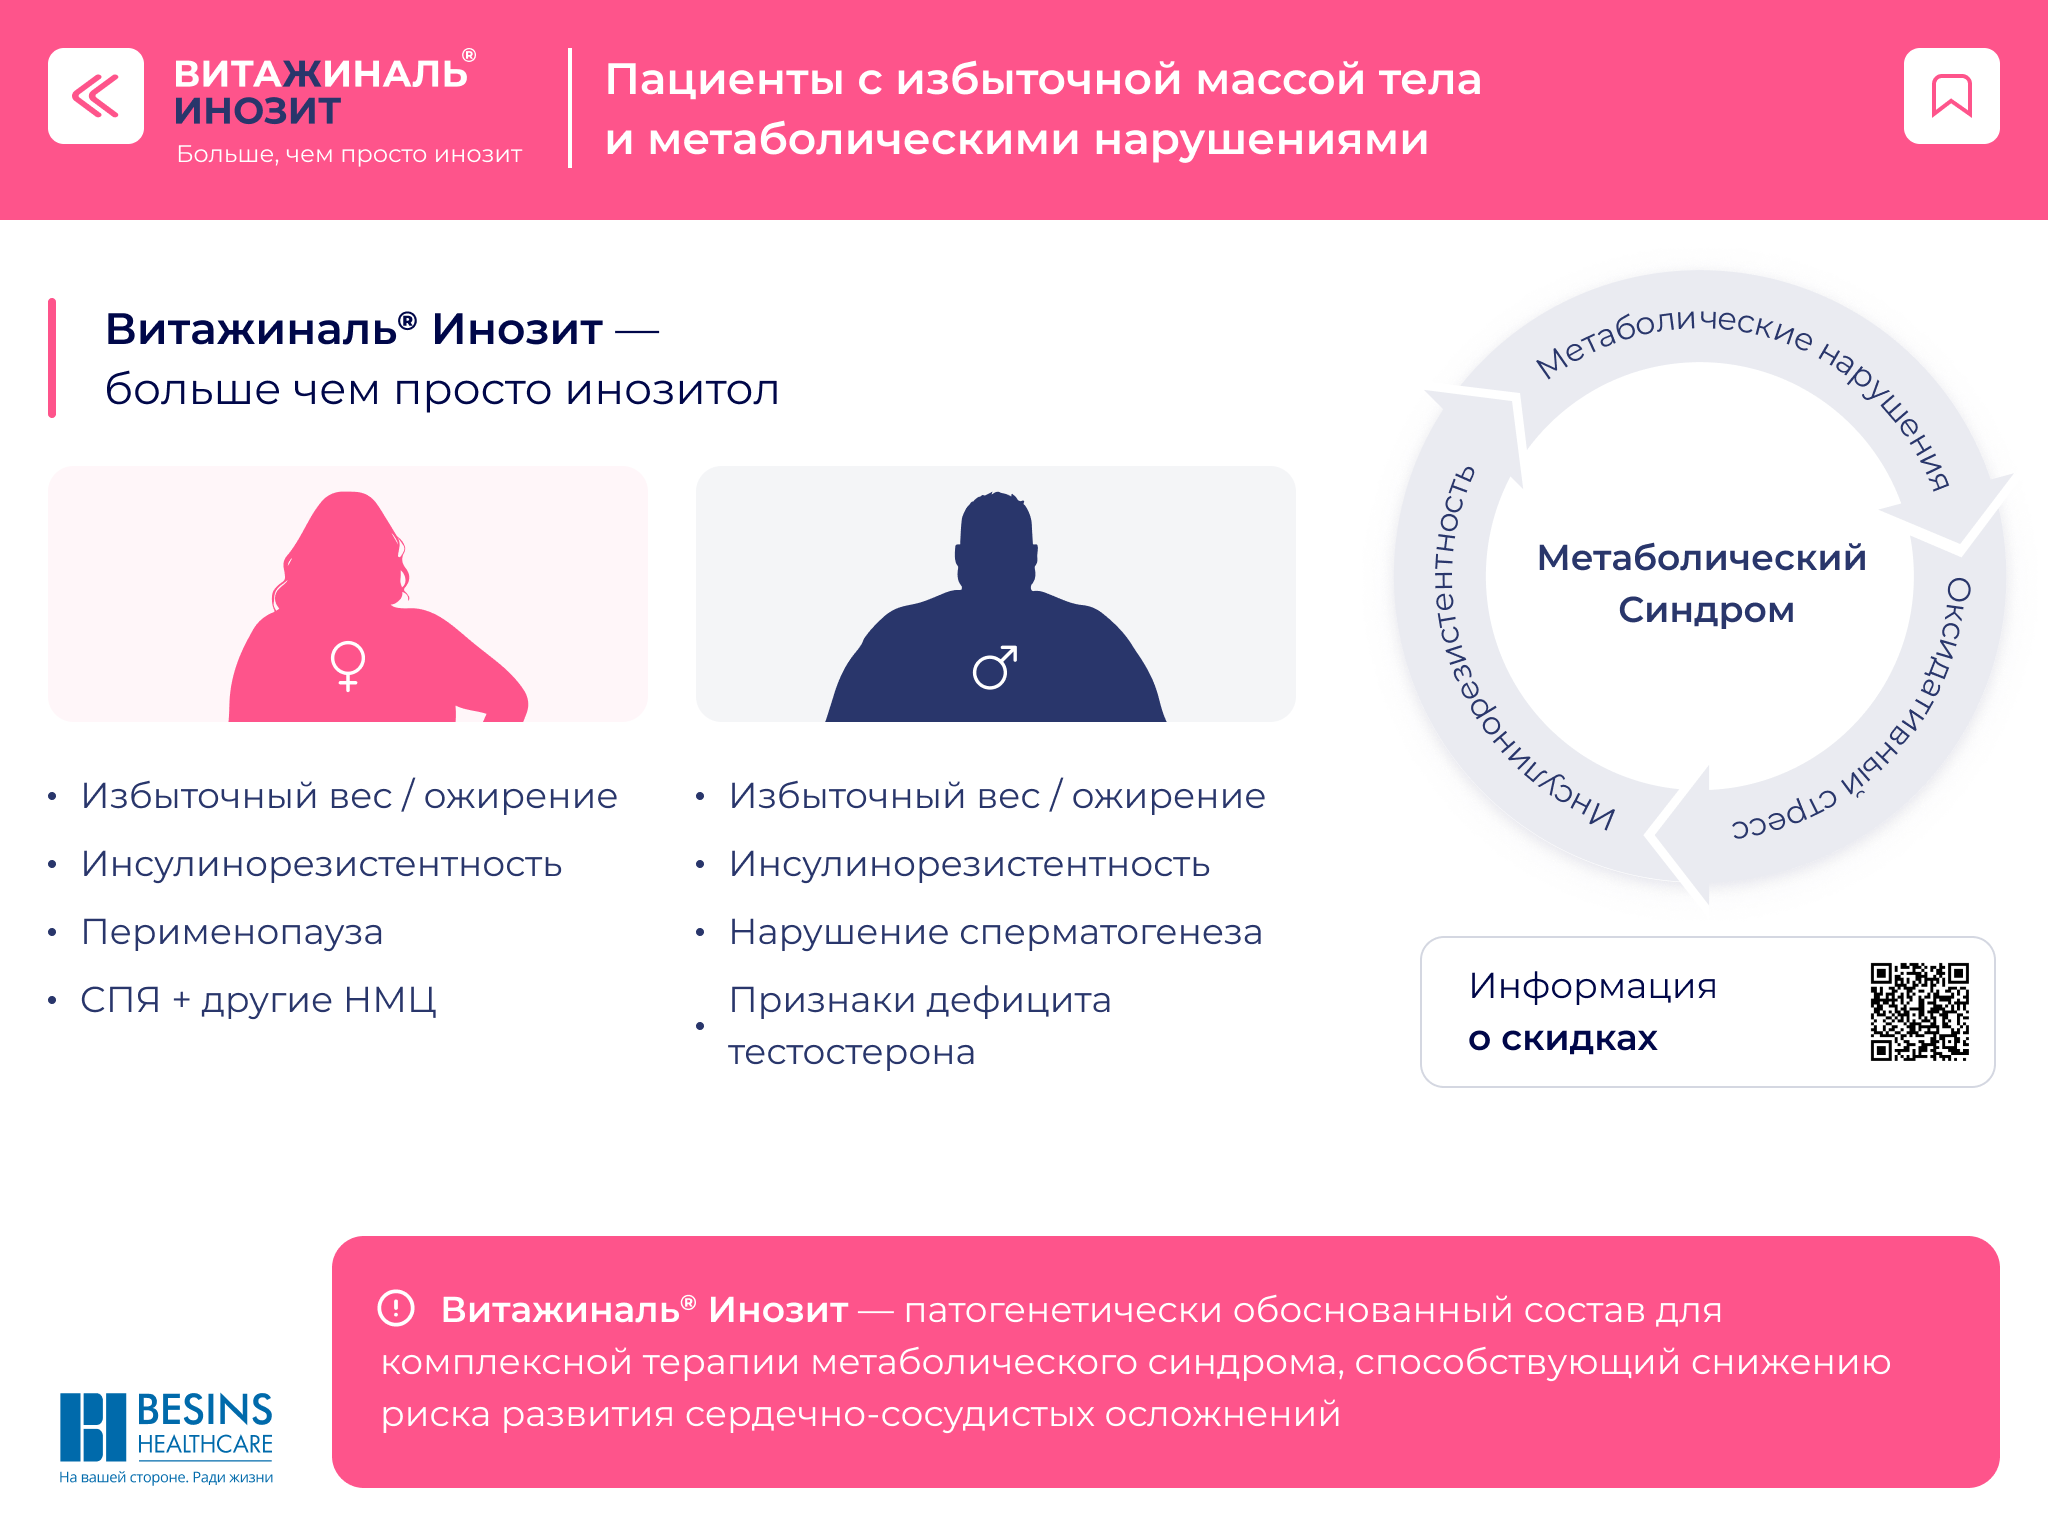 ВИТАЖИНАЛЬ®
ИНОЗИТ
Больше, чем просто инозит
Пациенты с избыточной массой тела
и метаболическими нарушениями
Витажиналь® Инозит —
больше чем просто инозитол
• Избыточный вес / ожирение
• Инсулинорезистентность
• Перименопауза
• СПЯ + другие НМЦ
• Избыточный вес / ожирение
• Инсулинорезистентность
• Нарушение сперматогенеза
• Признаки дефицита
тестостерона
Метаболические нарушения
Оксидативный стресс
Инсулинорезистентность
Метаболический
Синдром
Информация
о скидках
Витажиналь® Инозит — патогенетически обоснованный состав для
комплексной терапии метаболического синдрома, способствующий снижению
риска развития сердечно-сосудистых осложнений
BESINS
HEALTHCARE
На вашей стороне. Ради жизни